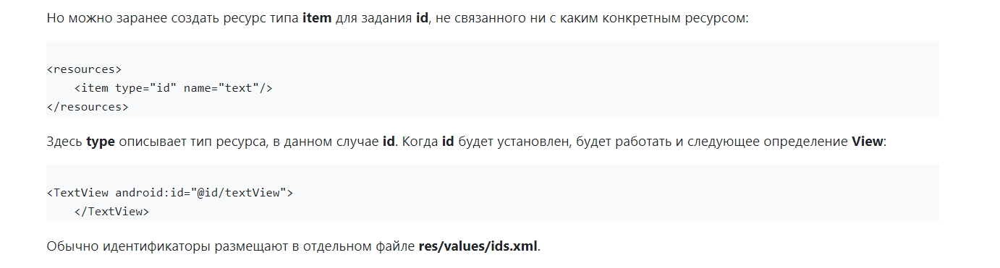 Но можно заранее создать ресурс типа item для задания id, не связанного ни с каким конкретным ресурсом:
<resources>
    <item type="id" name="text"/>
</resources>
Здесь type описывает тип ресурса, в данном случае id. Когда id будет установлен, будет работать и следующее определение View:
<TextView android:id="@id/textView">
    </TextView>
Обычно идентификаторы размещают в отдельном файле res/values/ids.xml.